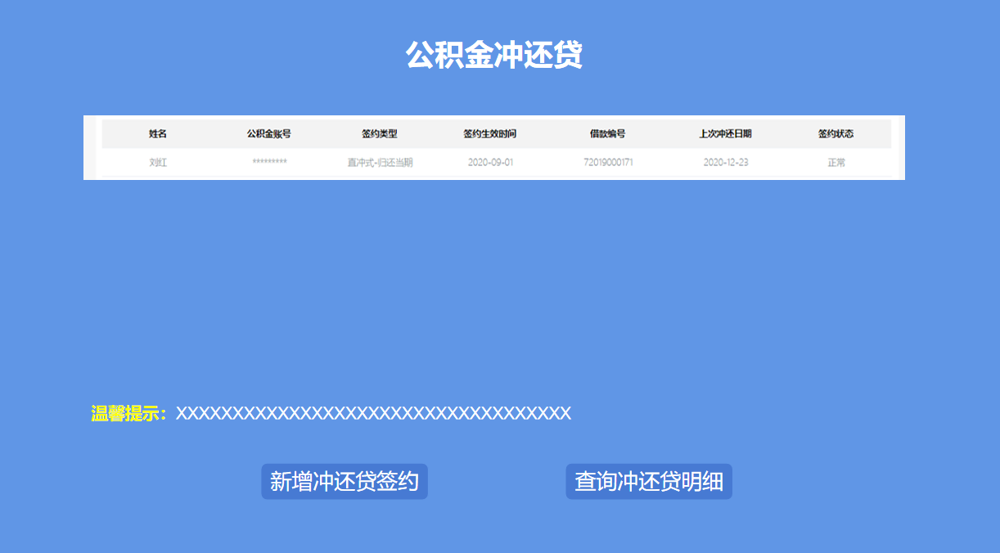 公积金冲还贷
姓名 公积金账号 签约类型 签约生效时间 借款编号 上次冲还日期 签约状态
刘红 ********* 直冲式-归还当期 2020-09-01 72019000171 2020-12-23 正常
温馨提示：XXXXXXXXXXXXXXXXXXXXXXXXXXXXXXXXXXX
新增冲还贷签约 查询冲还贷明细